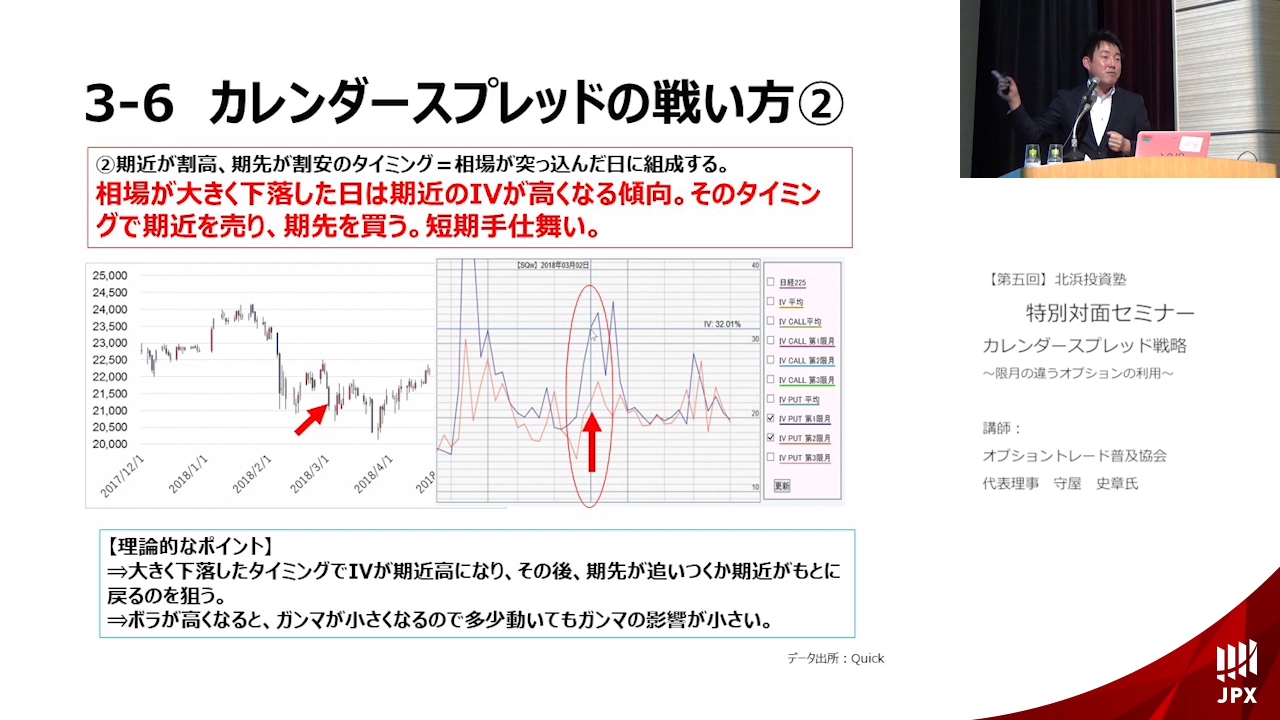 3-6 カレンダースプレッドの戦い方②
②期近が割高、期先が割安のタイミング＝相場が突っ込んだ日に組成する。
相場が大きく下落した日は期近のIVが高くなる傾向。そのタイミン
グで期近を売り、期先を買う。短期手仕舞い。
25,000
24,500
24,000
23,500
23,000
22,500
22,000
21,500
21,000
20,500
20,000
2017/12/1
2018/1/1
2018/2/1
2018/3/1
2018/4/1
【SQw】2018年03月02日
IV: 32.01%
40
30
20
10
日経225
IV 平均
IV CALL平均
IV CALL 第1限月
IV CALL 第2限月
IV CALL 第3限月
IV PUT 平均
IV PUT 第1限月
IV PUT 第2限月
IV PUT 第3限月
更新
【理論的なポイント】
⇒大きく下落したタイミングでIVが期近高になり、その後、期先が追いつくか期近がもとに
戻るのを狙う。
⇒ボラが高くなると、ガンマが小さくなるので多少動いてもガンマの影響が小さい。
データ出所：Quick
【第五回】北浜投資塾
特別対面セミナー
カレンダースプレッド戦略
～限月の違うオプションの利用～
講師：
オプショントレード普及協会
代表理事 守屋 史章氏
JPX